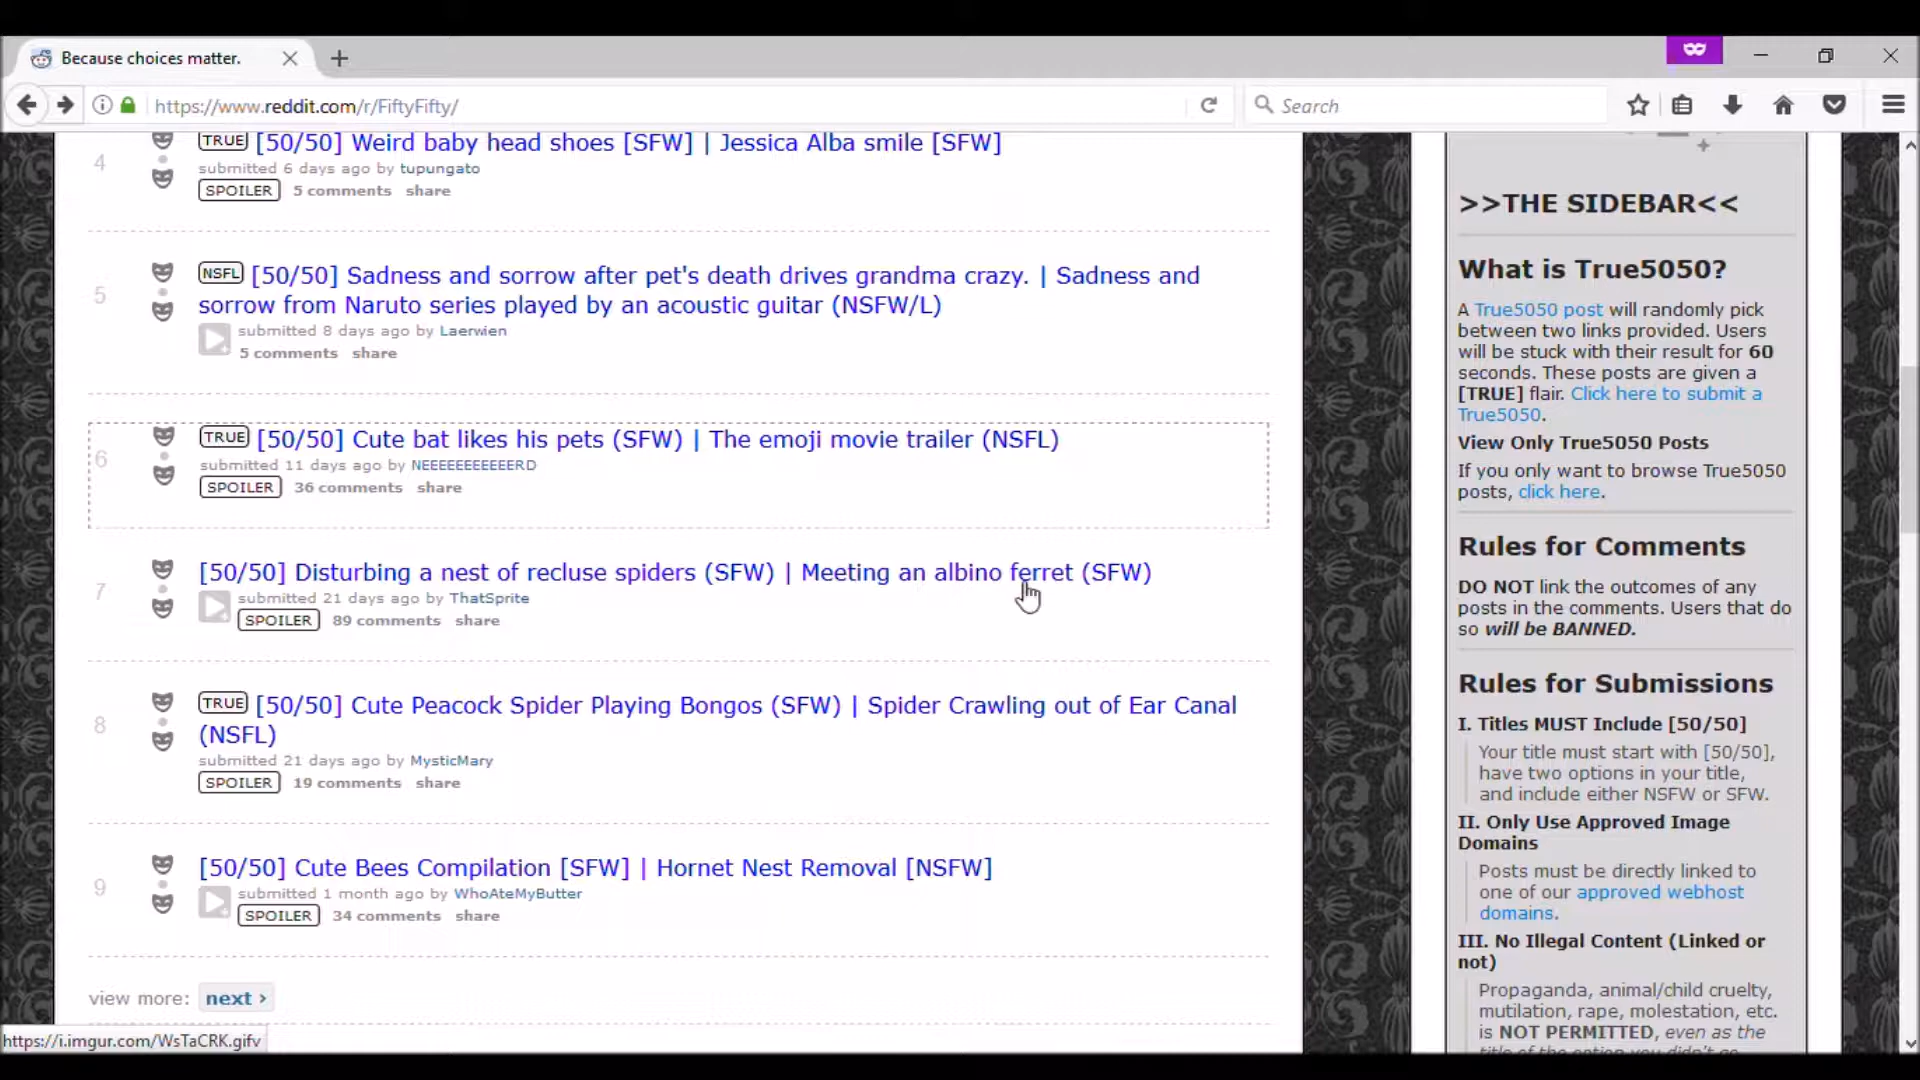 Because choices matter.
https://www.reddit.com/r/FiftyFifty/
Search
4
TRUE [50/50] Weird baby head shoes [SFW] | Jessica Alba smile [SFW]
submitted 6 days ago by tupungato
SPOILER 5 comments share
5
NSFL [50/50] Sadness and sorrow after pet's death drives grandma crazy. | Sadness and
sorrow from Naruto series played by an acoustic guitar (NSFW/L)
submitted 8 days ago by Laerwien
5 comments share
6
TRUE [50/50] Cute bat likes his pets (SFW) | The emoji movie trailer (NSFL)
submitted 11 days ago by NEEEEEEEEEEERD
SPOILER 36 comments share
7
[50/50] Disturbing a nest of recluse spiders (SFW) | Meeting an albino ferret (SFW)
submitted 21 days ago by ThatSprite
SPOILER 89 comments share
8
TRUE [50/50] Cute Peacock Spider Playing Bongos (SFW) | Spider Crawling out of Ear Canal
(NSFL)
submitted 21 days ago by MysticMary
SPOILER 19 comments share
9
[50/50] Cute Bees Compilation [SFW] | Hornet Nest Removal [NSFW]
submitted 1 month ago by WhoAteMyButter
SPOILER 34 comments share
view more: next ›
https://i.imgur.com/WsTaCRK.gifv
>>THE SIDEBAR<<
What is True5050?
A True5050 post will randomly pick
between two links provided. Users
will be stuck with their result for 60
seconds. These posts are given a
[TRUE] flair. Click here to submit a
True5050.
View Only True5050 Posts
If you only want to browse True5050
posts, click here.
Rules for Comments
DO NOT link the outcomes of any
posts in the comments. Users that do
so will be BANNED.
Rules for Submissions
I. Titles MUST Include [50/50]
Your title must start with [50/50],
have two options in your title,
and include either NSFW or SFW.
II. Only Use Approved Image
Domains
Posts must be directly linked to
one of our approved webhost
domains.
III. No Illegal Content (Linked or
not)
Propaganda, animal/child cruelty,
mutilation, rape, molestation, etc.
is NOT PERMITTED, even as the
title of the option you didn't go